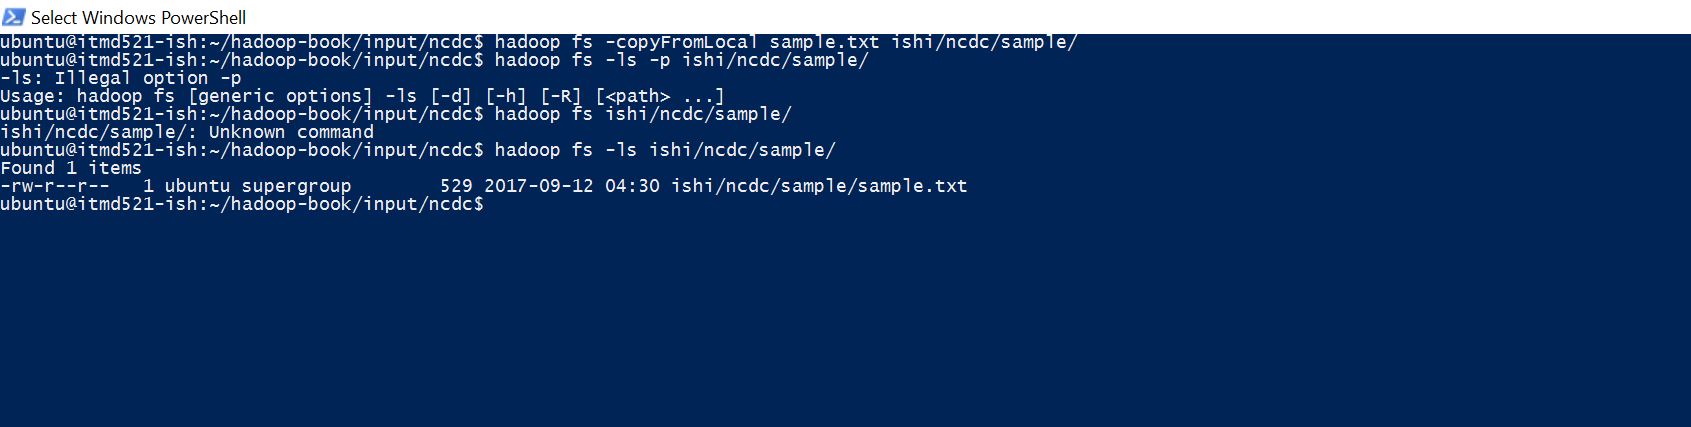 Select Windows PowerShell
ubuntu@itmd521-ish:~/hadoop-book/input/ncdc$ hadoop fs -copyFromLocal sample.txt ishi/ncdc/sample/
ubuntu@itmd521-ish:~/hadoop-book/input/ncdc$ hadoop fs -ls -p ishi/ncdc/sample/
-ls: Illegal option -p
Usage: hadoop fs [generic options] -ls [-d] [-h] [-R] [<path> ...]
ubuntu@itmd521-ish:~/hadoop-book/input/ncdc$ hadoop fs ishi/ncdc/sample/
ishi/ncdc/sample/: Unknown command
ubuntu@itmd521-ish:~/hadoop-book/input/ncdc$ hadoop fs -ls ishi/ncdc/sample/
Found 1 items
-rw-r--r--   1 ubuntu supergroup        529 2017-09-12 04:30 ishi/ncdc/sample/sample.txt
ubuntu@itmd521-ish:~/hadoop-book/input/ncdc$